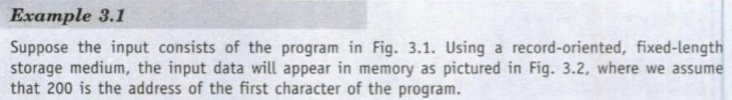 Example 3.1
Suppose the input consists of the program in Fig. 3.1. Using a record-oriented, fixed-length
storage medium, the input data will appear in memory as pictured in Fig. 3.2, where we assume
that 200 is the address of the first character of the program.